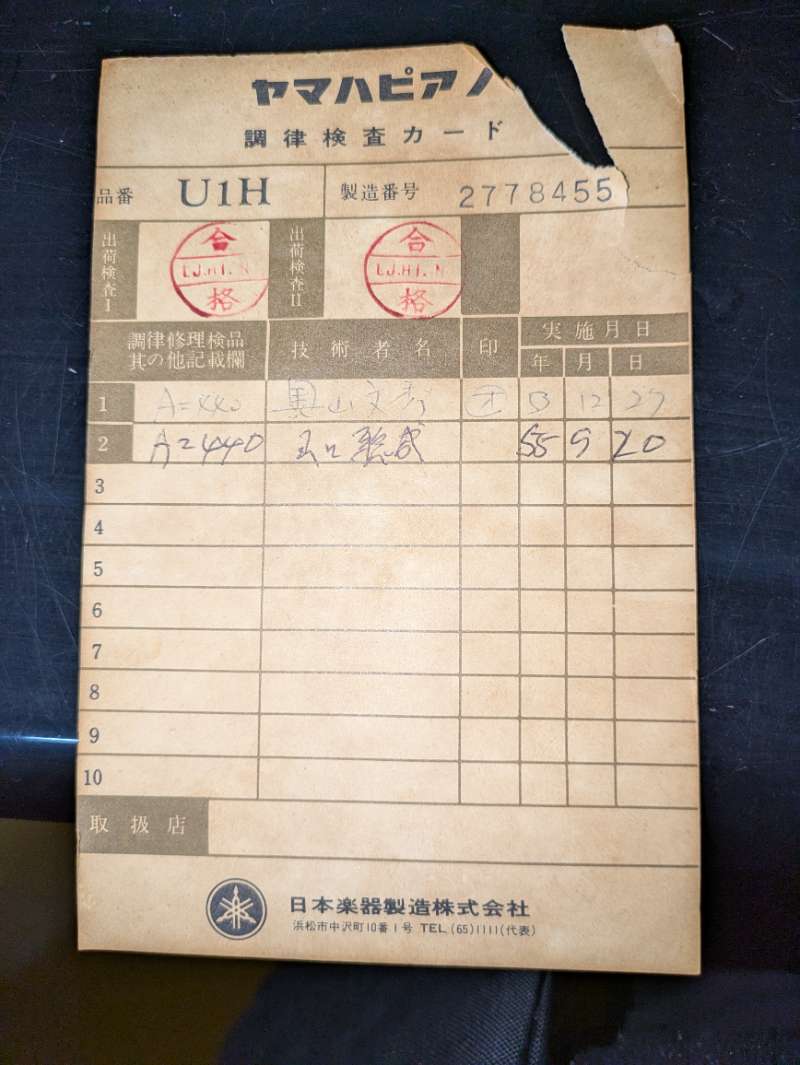 ヤマハピアノ
調律検査カード
品番 U1H 製造番号 2778455
出荷検査I 合格 出荷検査II 合格
調律修理検品其の他記載欄 技術者名 印 実施月日
年 月 日
1 A=440 山文 12 27
2 A=440 55 9 20
3
4
5
6
7
8
9
10
取扱店
日本楽器製造株式会社
浜松市中沢町10番1号 TEL (65)1111(代表)